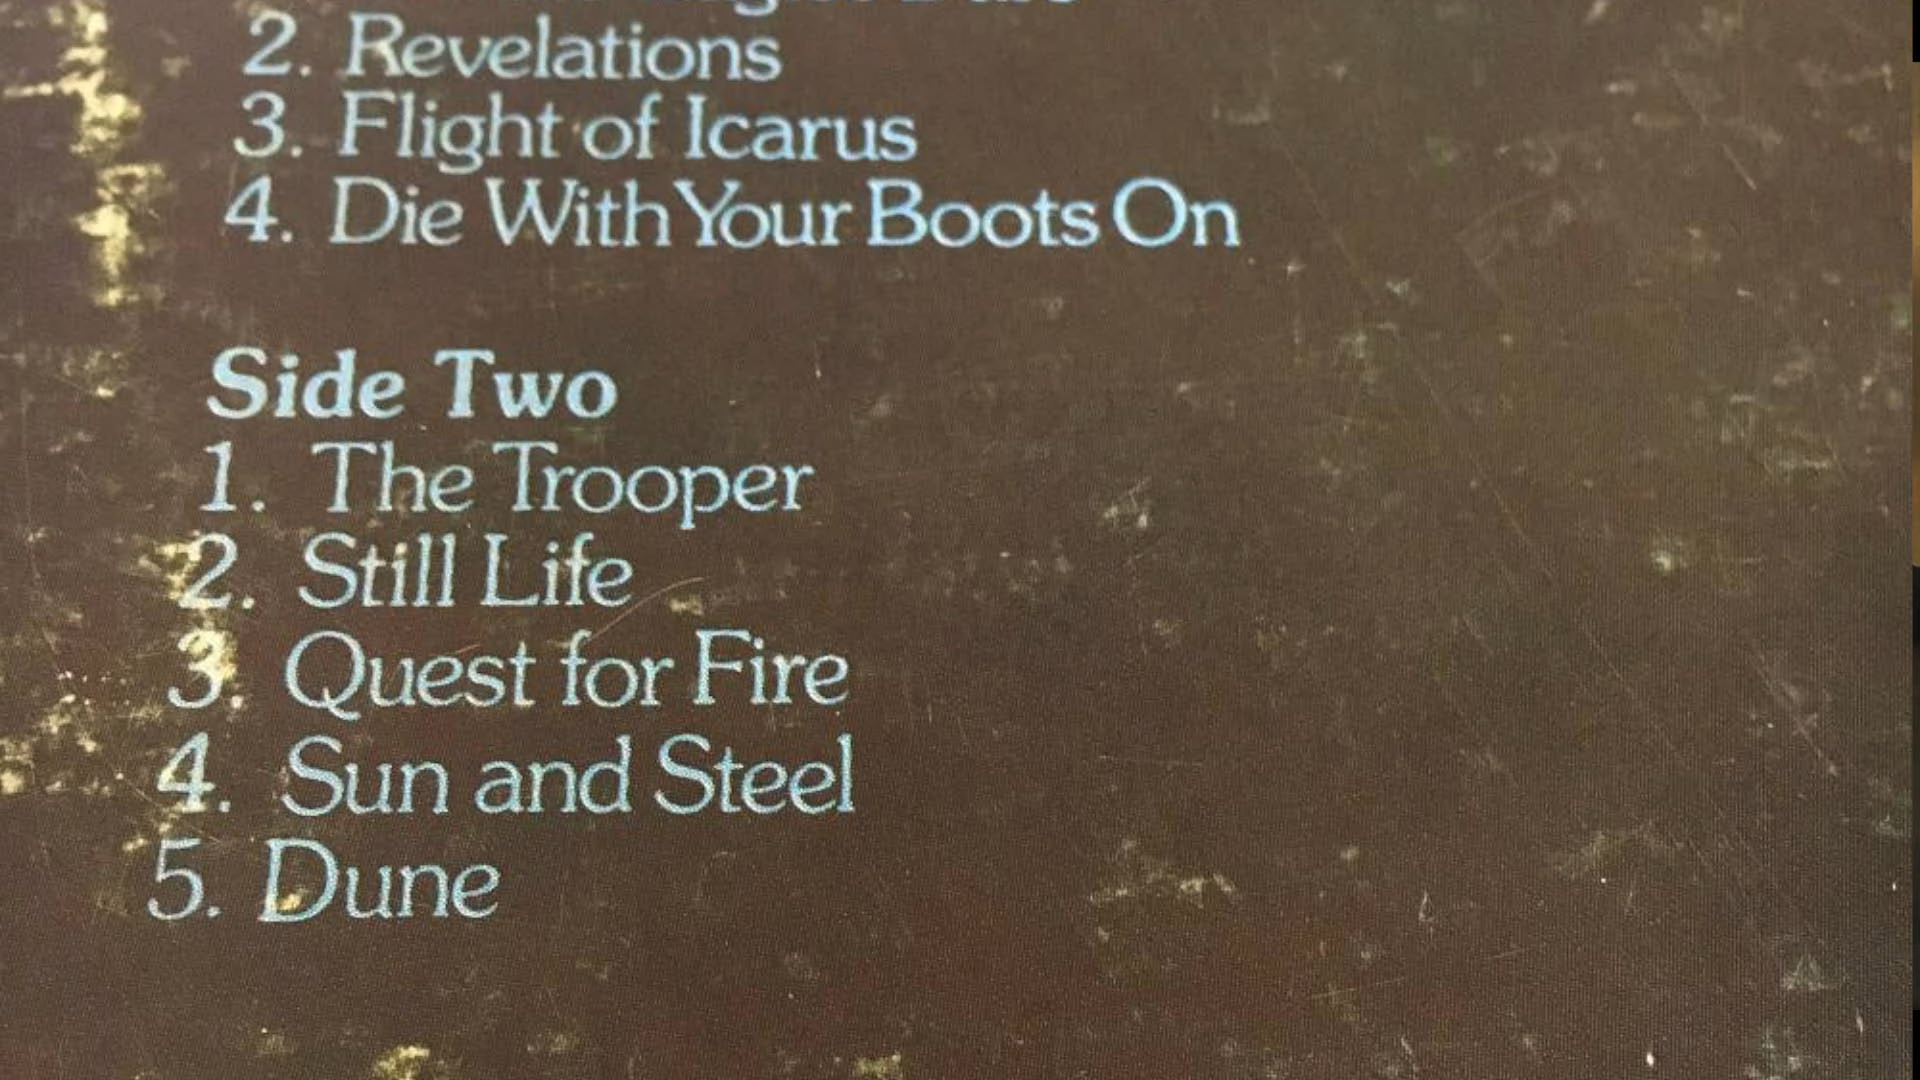 2. Revelations
3. Flight of Icarus
4. Die With Your Boots On
Side Two
1. The Trooper
2. Still Life
3. Quest for Fire
4. Sun and Steel
5. Dune